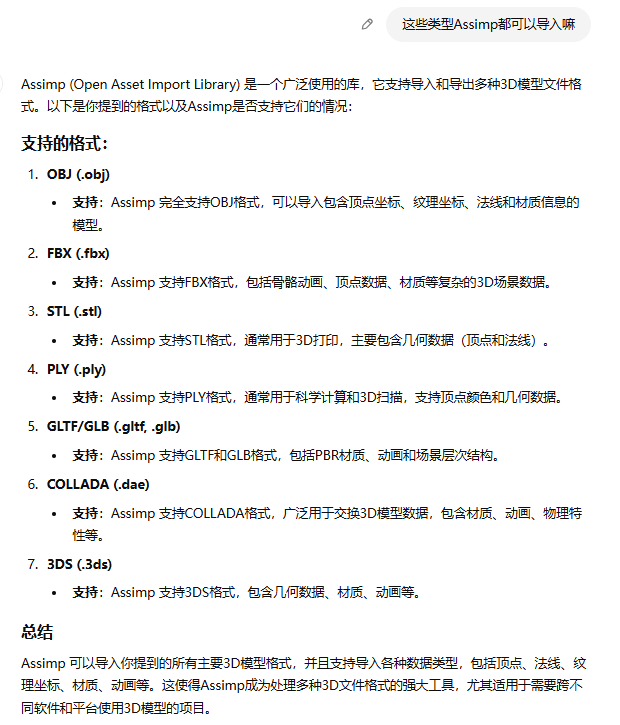 这些类型Assimp都可以导入嘛
Assimp (Open Asset Import Library) 是一个广泛使用的库，它支持导入和导出多种3D模型文件格
式。以下是你提到的格式以及Assimp是否支持它们的情况：
支持的格式：
1. OBJ (.obj)
• 支持：Assimp 完全支持OBJ格式，可以导入包含顶点坐标、纹理坐标、法线和材质信息的
模型。
2. FBX (.fbx)
• 支持：Assimp 支持FBX格式，包括骨骼动画、顶点数据、材质等复杂的3D场景数据。
3. STL (.stl)
• 支持：Assimp 支持STL格式，通常用于3D打印，主要包含几何数据（顶点和法线）。
4. PLY (.ply)
• 支持：Assimp 支持PLY格式，通常用于科学计算和3D扫描，支持顶点颜色和几何数据。
5. GLTF/GLB (.gltf, .glb)
• 支持：Assimp 支持GLTF和GLB格式，包括PBR材质、动画和场景层次结构。
6. COLLADA (.dae)
• 支持：Assimp 支持COLLADA格式，广泛用于交换3D模型数据，包含材质、动画、物理特
性等。
7. 3DS (.3ds)
• 支持：Assimp 支持3DS格式，包含几何数据、材质、动画等。
总结
Assimp 可以导入你提到的所有主要3D模型格式，并且支持导入各种数据类型，包括顶点、法线、纹
理坐标、材质、动画等。这使得Assimp成为处理多种3D文件格式的强大工具，尤其适用于需要跨不
同软件和平台使用3D模型的项目。